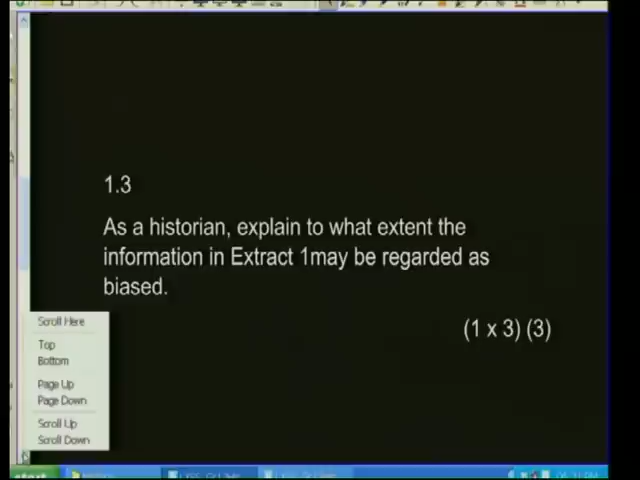 1.3
As a historian, explain to what extent the
information in Extract 1may be regarded as
biased.
(1 x 3) (3)
Scroll Here
Top
Bottom
Page Up
Page Down
Scroll Up
Scroll Down
start